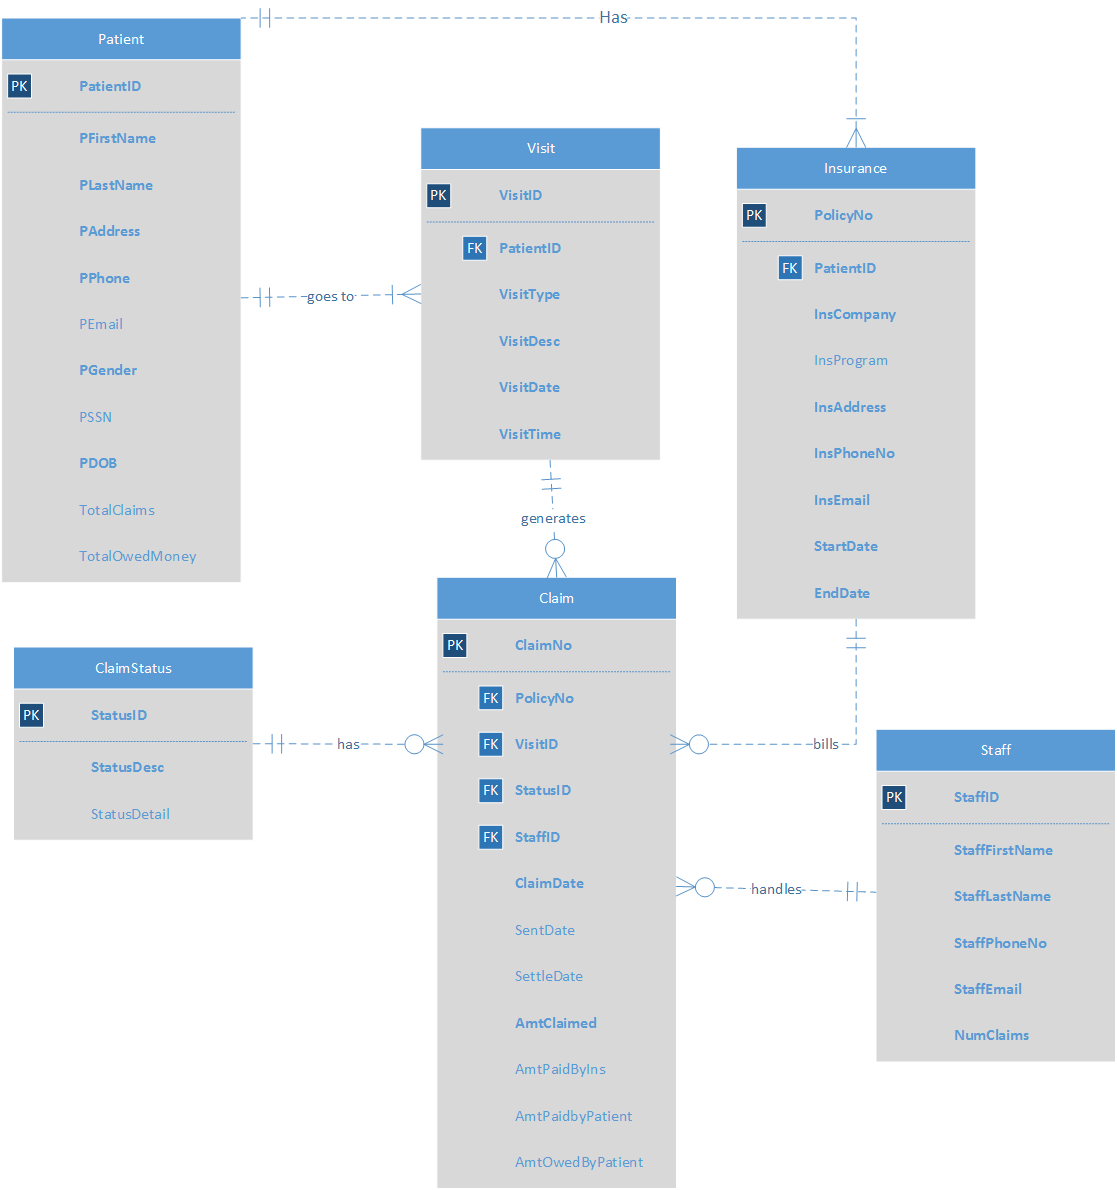 Has
Patient
PK PatientID
PFirstName
PLastName
PAddress
PPhone
PEmail
PGender
PSSN
PDOB
TotalClaims
TotalOwedMoney
goes to
Visit
PK VisitID
FK PatientID
VisitType
VisitDesc
VisitDate
VisitTime
Insurance
PK PolicyNo
FK PatientID
InsCompany
InsProgram
InsAddress
InsPhoneNo
InsEmail
StartDate
EndDate
generates
Claim
PK ClaimNo
FK PolicyNo
FK VisitID
FK StatusID
FK StaffID
ClaimDate
SentDate
SettleDate
AmtClaimed
AmtPaidByIns
AmtPaidbyPatient
AmtOwedByPatient
ClaimStatus
PK StatusID
StatusDesc
StatusDetail
has
bills
handles
Staff
PK StaffID
StaffFirstName
StaffLastName
StaffPhoneNo
StaffEmail
NumClaims